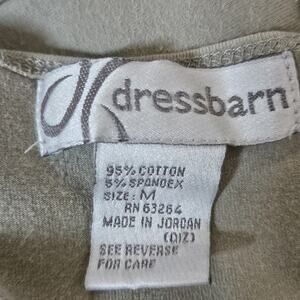 dressbarn
95% COTTON
5% SPANDEX
SIZE: M
RN 63264
MADE IN JORDAN
(QIZ)
SEE REVERSE
FOR CARE